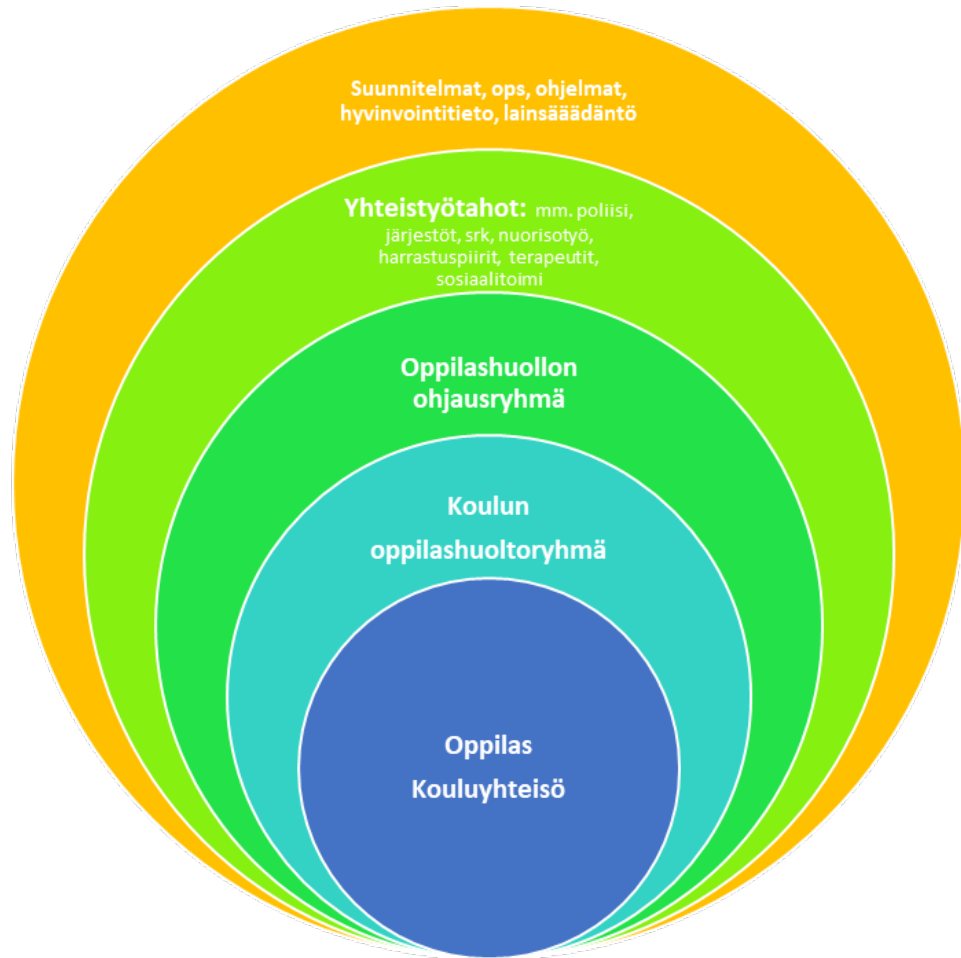 Suunnitelmat, ops, ohjelmat,
hyvinvointitieto, lainsääädäntö
Yhteistyötahot: mm. poliisi,
järjestöt, srk, nuorisotyö,
harrastuspiirit, terapeutit,
sosiaalitoimi
Oppilashuollon
ohjausryhmä
Koulun
oppilashuoltoryhmä
Oppilas
Kouluyhteisö